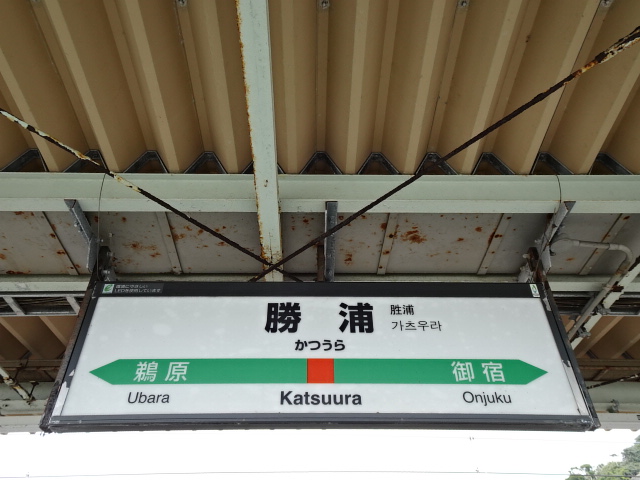 勝浦
胜浦
가츠우라
かつうら
鵜原
御宿
Ubara
Katsuura
Onjuku